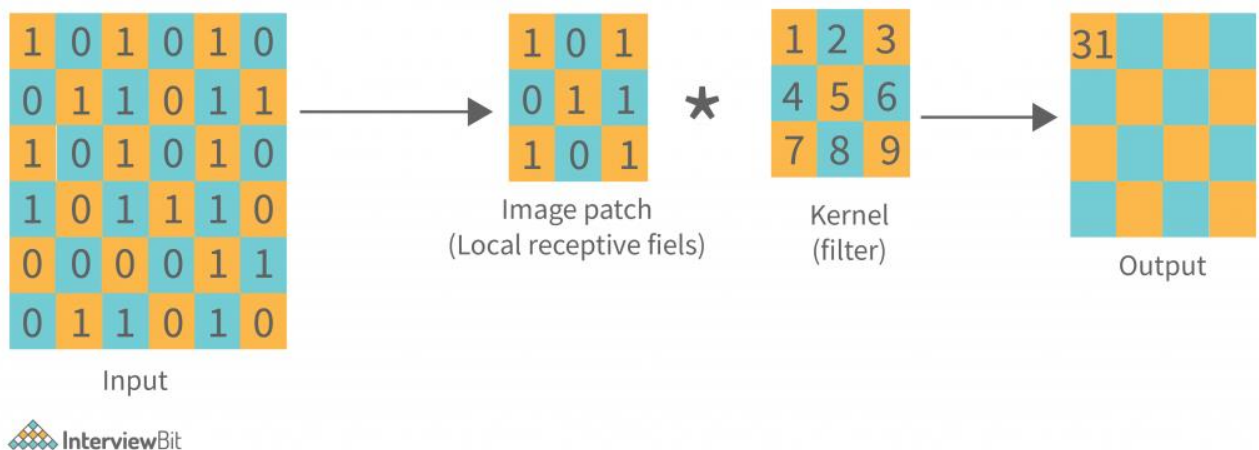 1 0 1 0 1 0
0 1 1 0 1 1
1 0 1 0 1 0
1 0 1 1 1 0
0 0 0 0 1 1
0 1 1 0 1 0
Input
1 0 1
0 1 1
1 0 1
Image patch
(Local receptive fiels)
*
1 2 3
4 5 6
7 8 9
Kernel
(filter)
31
Output
InterviewBit